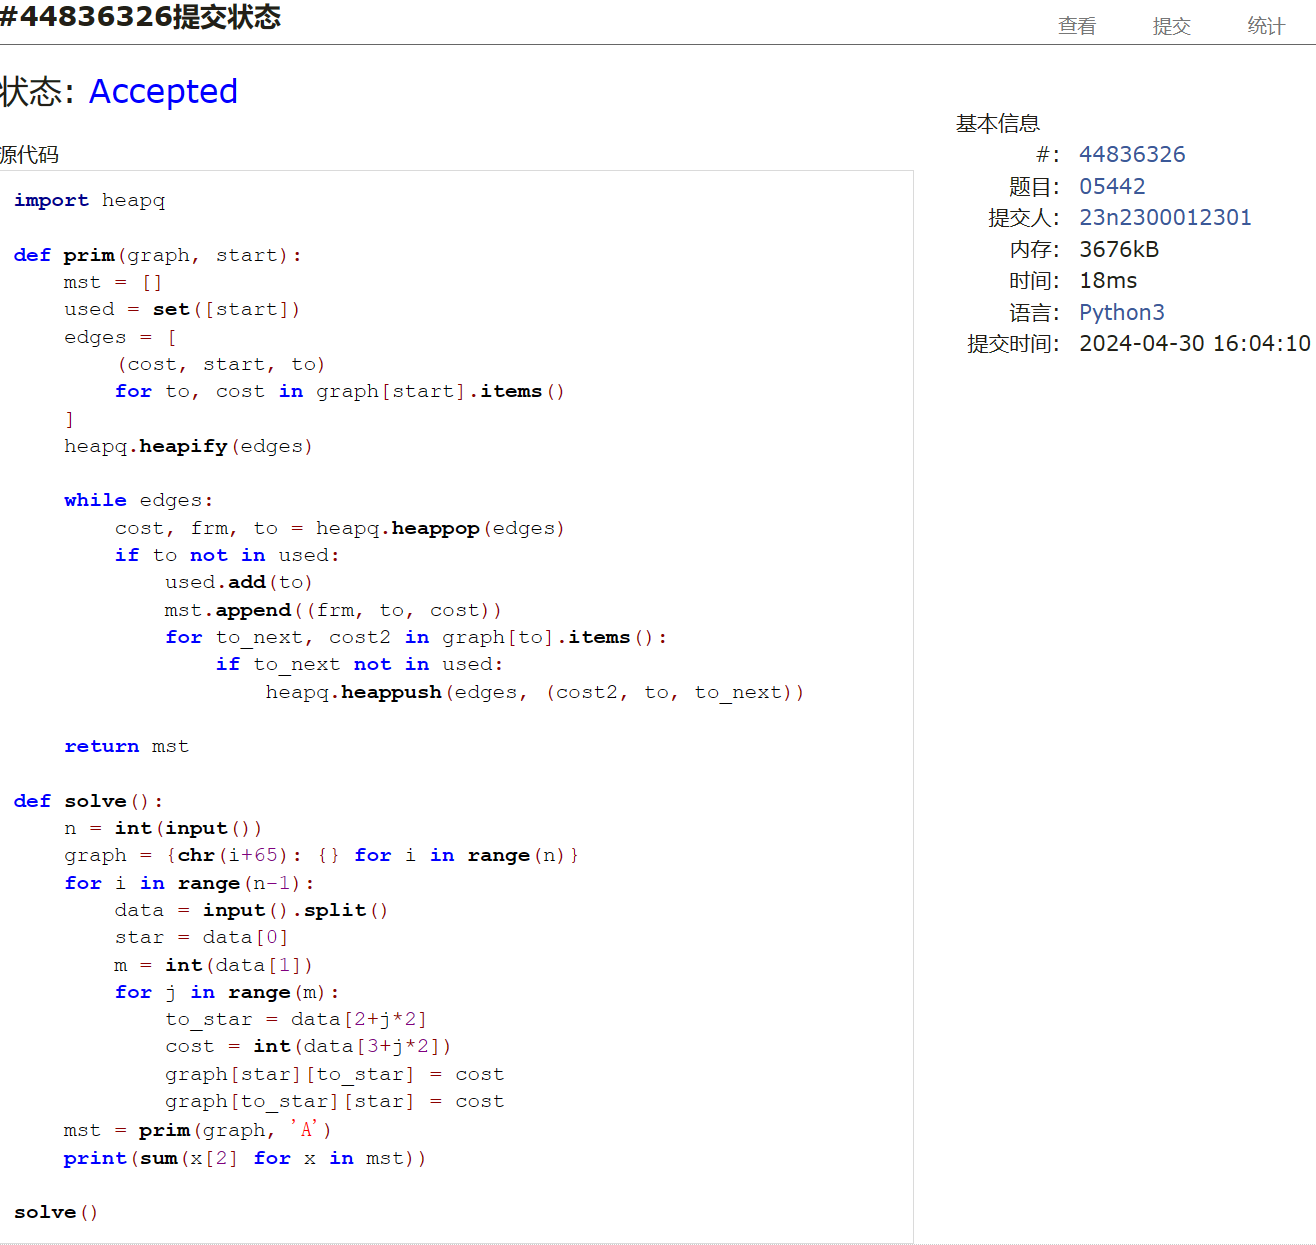 #44836326提交状态
查看 提交 统计
状态: Accepted
源代码
import heapq

def prim(graph, start):
    mst = []
    used = set([start])
    edges = [
        (cost, start, to)
        for to, cost in graph[start].items()
    ]
    heapq.heapify(edges)

    while edges:
        cost, frm, to = heapq.heappop(edges)
        if to not in used:
            used.add(to)
            mst.append((frm, to, cost))
            for to_next, cost2 in graph[to].items():
                if to_next not in used:
                    heapq.heappush(edges, (cost2, to, to_next))

    return mst

def solve():
    n = int(input())
    graph = {chr(i+65): {} for i in range(n)}
    for i in range(n-1):
        data = input().split()
        star = data[0]
        m = int(data[1])
        for j in range(m):
            to_star = data[2+j*2]
            cost = int(data[3+j*2])
            graph[star][to_star] = cost
            graph[to_star][star] = cost
    mst = prim(graph, 'A')
    print(sum(x[2] for x in mst))

solve()
基本信息
#: 44836326
题目: 05442
提交人: 23n2300012301
内存: 3676kB
时间: 18ms
语言: Python3
提交时间: 2024-04-30 16:04:10